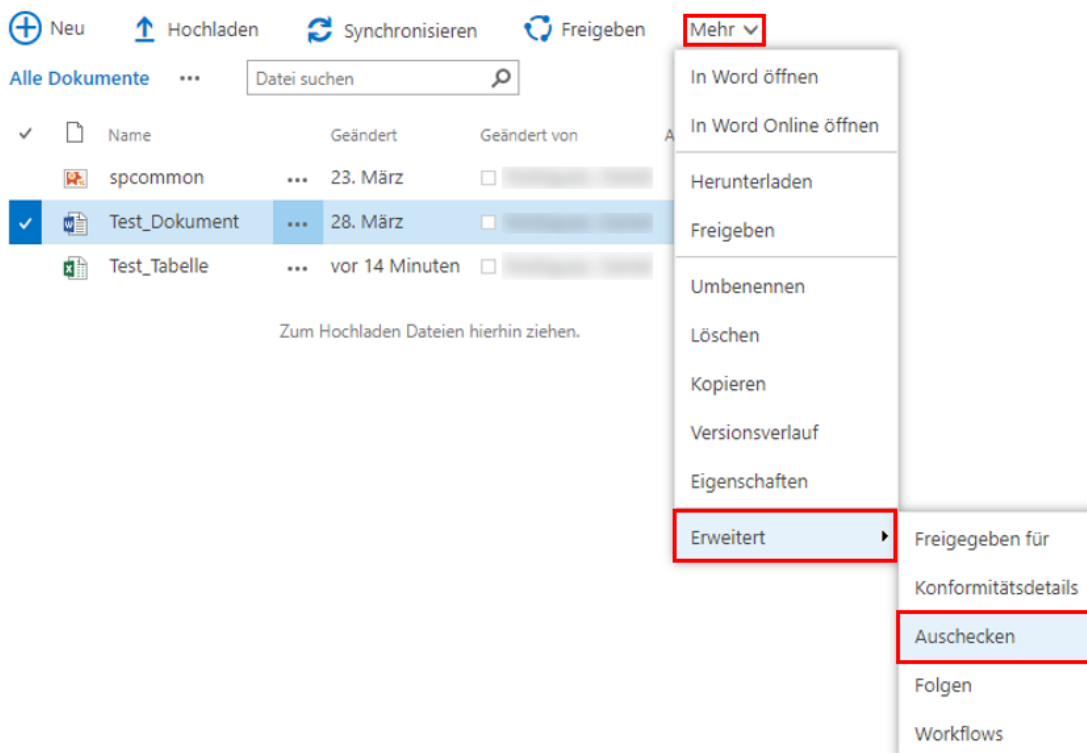 Neu Hochladen Synchronisieren Freigeben Mehr
Alle Dokumente ... Datei suchen
Name Geändert Geändert von A
spcommon ... 23. März
Test_Dokument ... 28. März
Test_Tabelle ... vor 14 Minuten
Zum Hochladen Dateien hierhin ziehen.
In Word öffnen
In Word Online öffnen
Herunterladen
Freigeben
Umbenennen
Löschen
Kopieren
Versionsverlauf
Eigenschaften
Erweitert
Freigegeben für
Konformitätsdetails
Auschecken
Folgen
Workflows